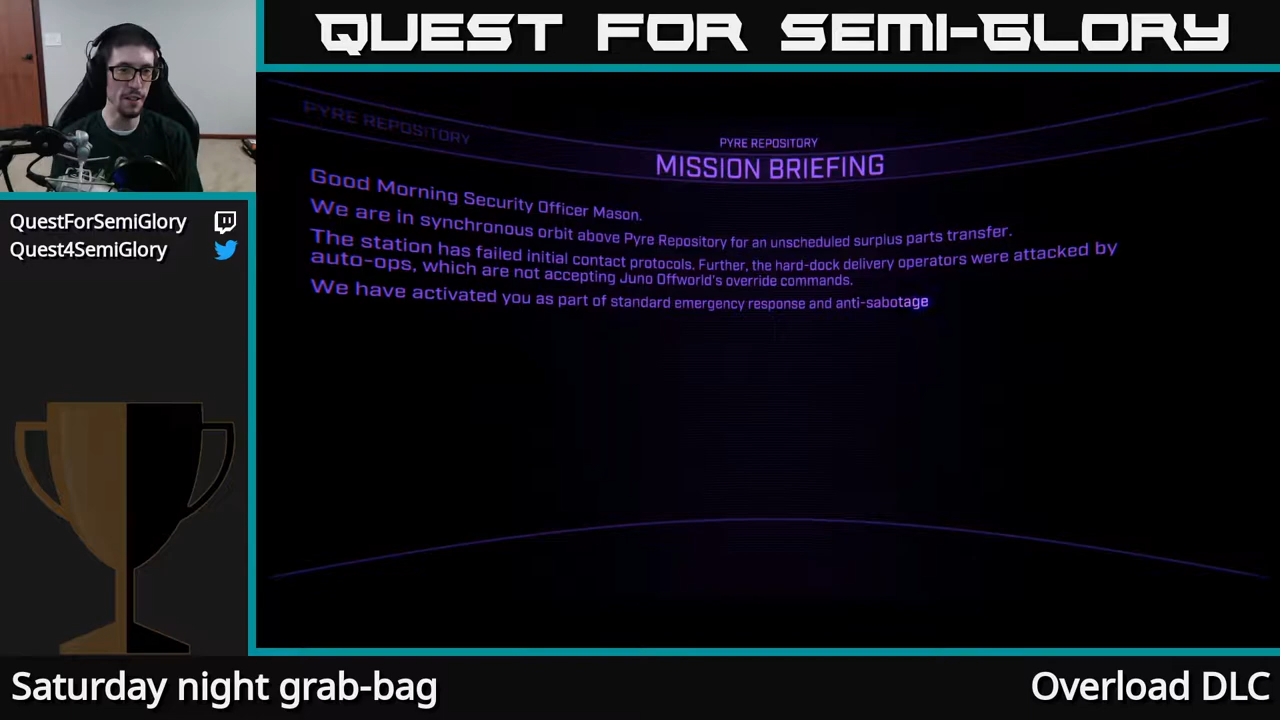 QUEST FOR SEMI-GLORY
QuestForSemiGlory
Quest4SemiGlory
PYRE REPOSITORY
PYRE REPOSITORY
MISSION BRIEFING
Good Morning Security Officer Mason.
We are in synchronous orbit above Pyre Repository for an unscheduled surplus parts transfer.
The station has failed initial contact protocols. Further, the hard-dock delivery operators were attacked by
auto-ops, which are not accepting Juno Offworld's override commands.
We have activated you as part of standard emergency response and anti-sabotage
Saturday night grab-bag
Overload DLC